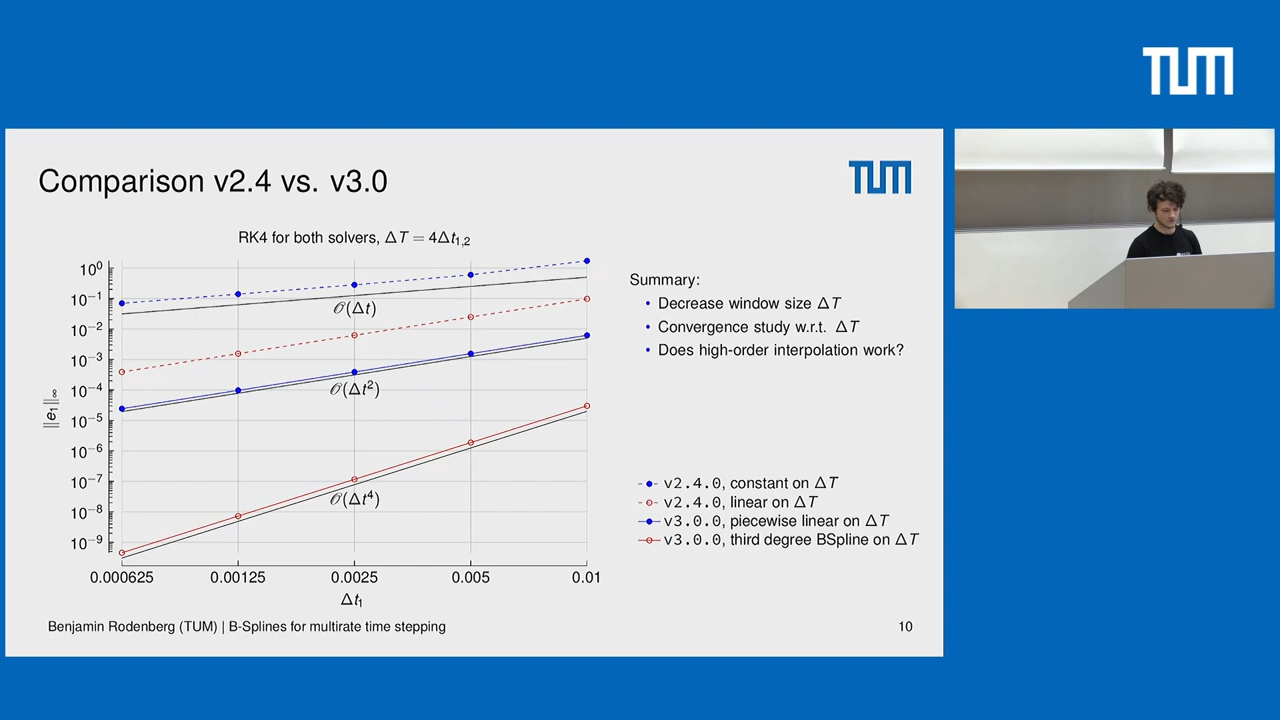 TUM
Comparison v2.4 vs. v3.0
TUM
RK4 for both solvers, ΔT = 4Δt₁,₂
10⁰
10⁻¹
10⁻²
10⁻³
10⁻⁴
10⁻⁵
10⁻⁶
10⁻⁷
10⁻⁸
10⁻⁹
‖e₁‖∞
𝒪(Δt)
𝒪(Δt²)
𝒪(Δt⁴)
0.000625 0.00125 0.0025 0.005 0.01
Δt₁
Summary:
• Decrease window size ΔT
• Convergence study w.r.t. ΔT
• Does high-order interpolation work?
v2.4.0, constant on ΔT
v2.4.0, linear on ΔT
v3.0.0, piecewise linear on ΔT
v3.0.0, third degree BSpline on ΔT
Benjamin Rodenberg (TUM) | B-Splines for multirate time stepping
10